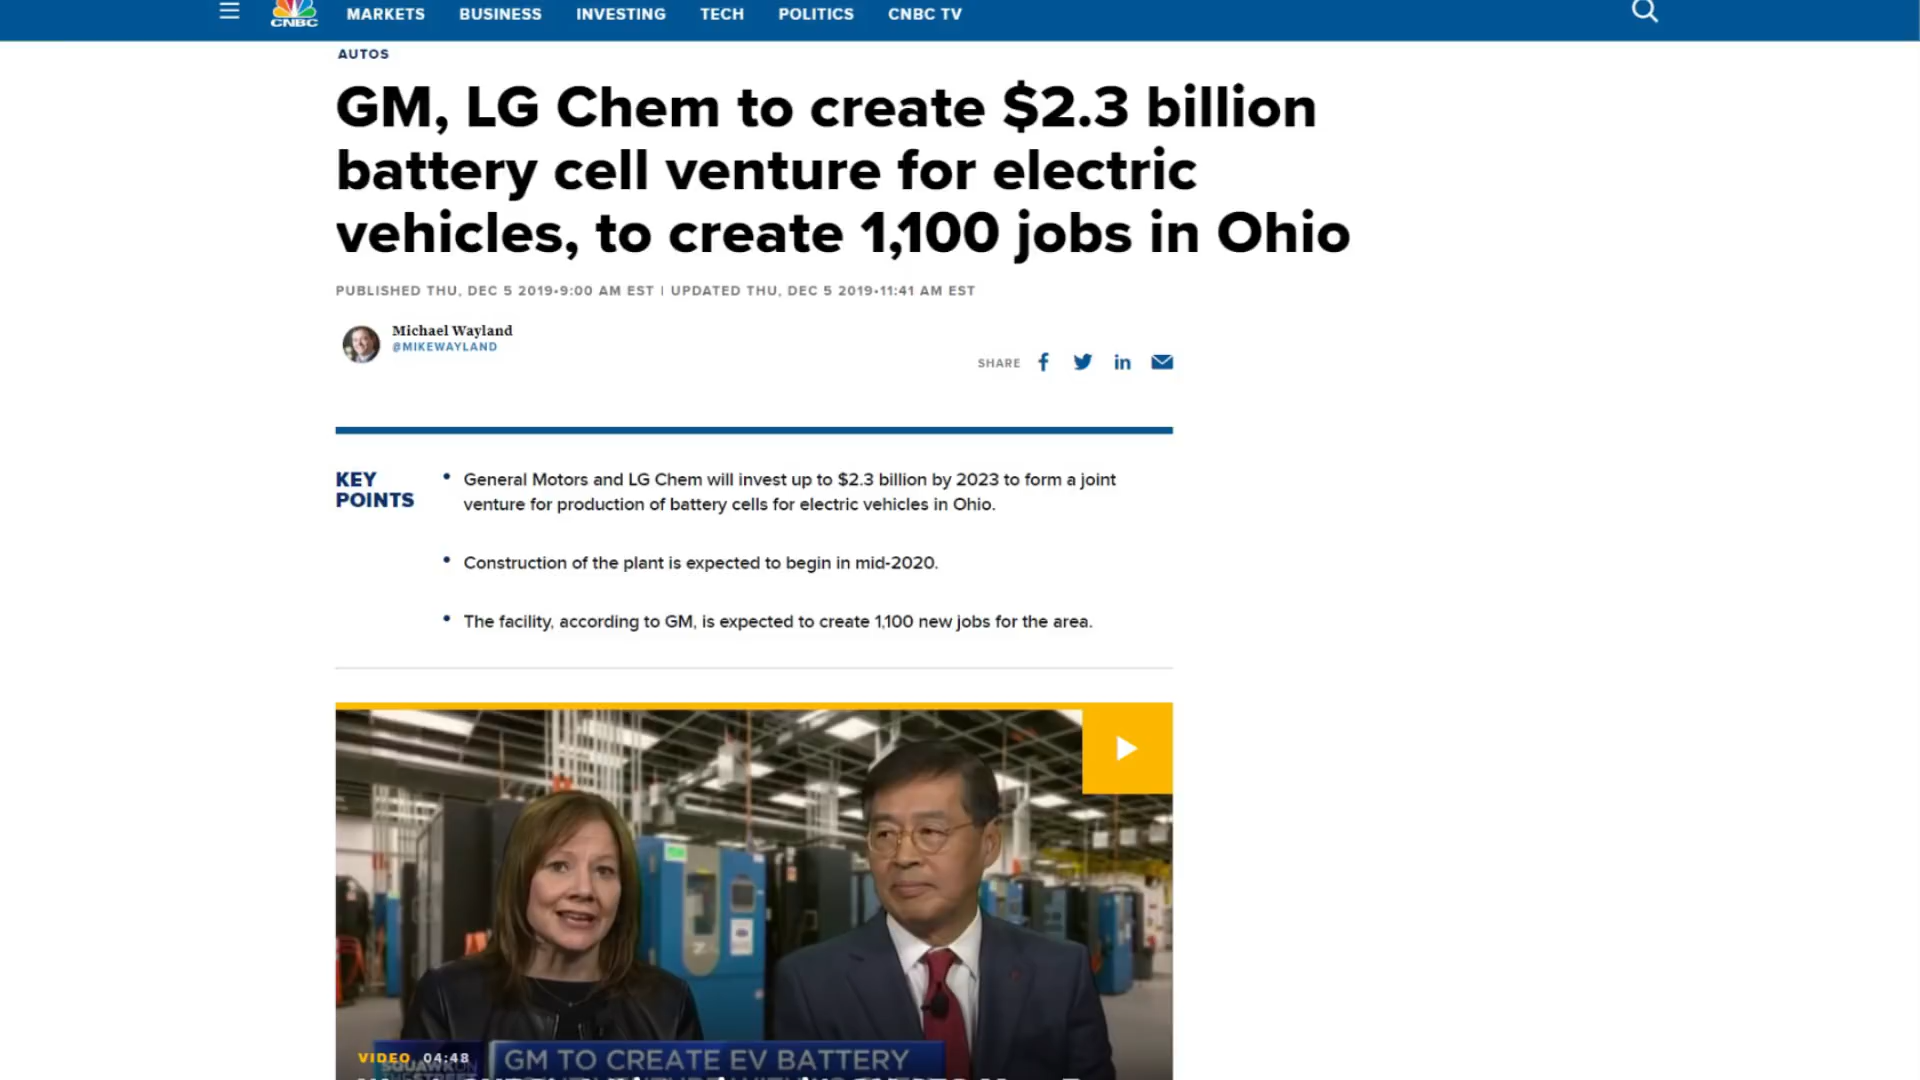 MARKETS BUSINESS INVESTING TECH POLITICS CNBC TV
CNBC
AUTOS
GM, LG Chem to create $2.3 billion
battery cell venture for electric
vehicles, to create 1,100 jobs in Ohio
PUBLISHED THU, DEC 5 2019•9:00 AM EST | UPDATED THU, DEC 5 2019•11:41 AM EST
Michael Wayland
@MIKEWAYLAND
SHARE
KEY
POINTS
• General Motors and LG Chem will invest up to $2.3 billion by 2023 to form a joint
venture for production of battery cells for electric vehicles in Ohio.
• Construction of the plant is expected to begin in mid-2020.
• The facility, according to GM, is expected to create 1,100 new jobs for the area.
VIDEO 04:48
SQUAWK ON
THE STREET
GM TO CREATE EV BATTERY